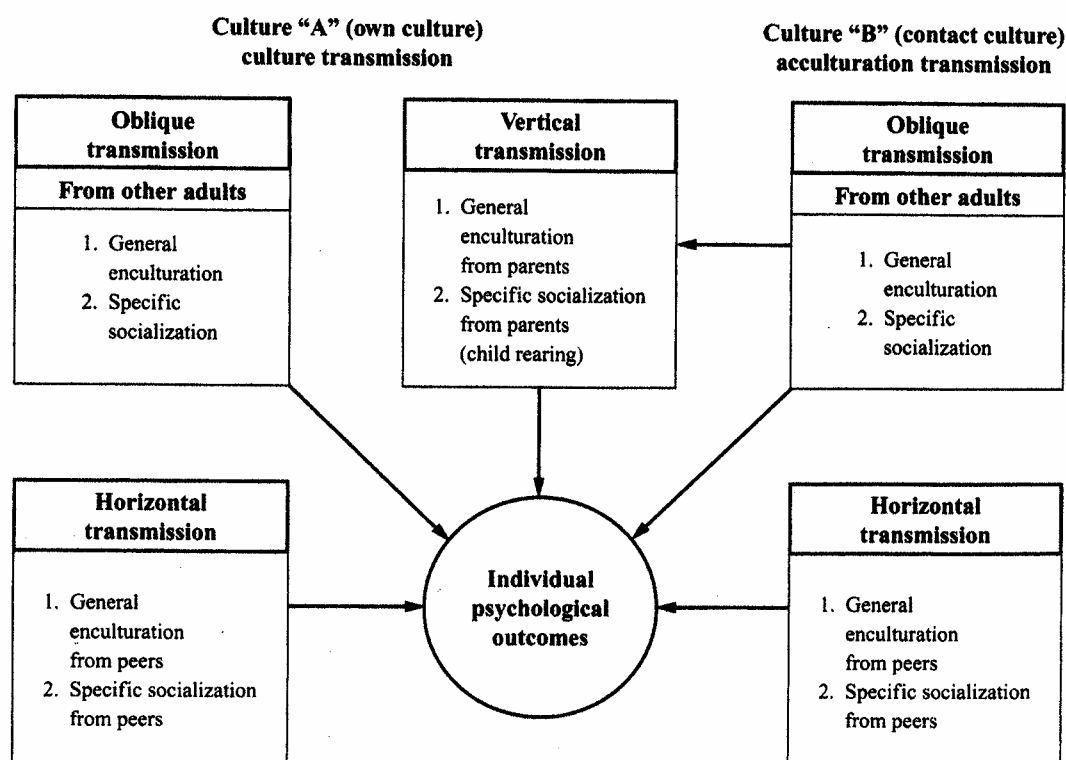 Culture “A” (own culture)
culture transmission
Culture “B” (contact culture)
acculturation transmission
Oblique
transmission
From other adults
1. General
enculturation
2. Specific
socialization
Vertical
transmission
1. General
enculturation
from parents
2. Specific socialization
from parents
(child rearing)
Oblique
transmission
From other adults
1. General
enculturation
2. Specific
socialization
Horizontal
transmission
1. General
enculturation
from peers
2. Specific socialization
from peers
Individual
psychological
outcomes
Horizontal
transmission
1. General
enculturation
from peers
2. Specific socialization
from peers